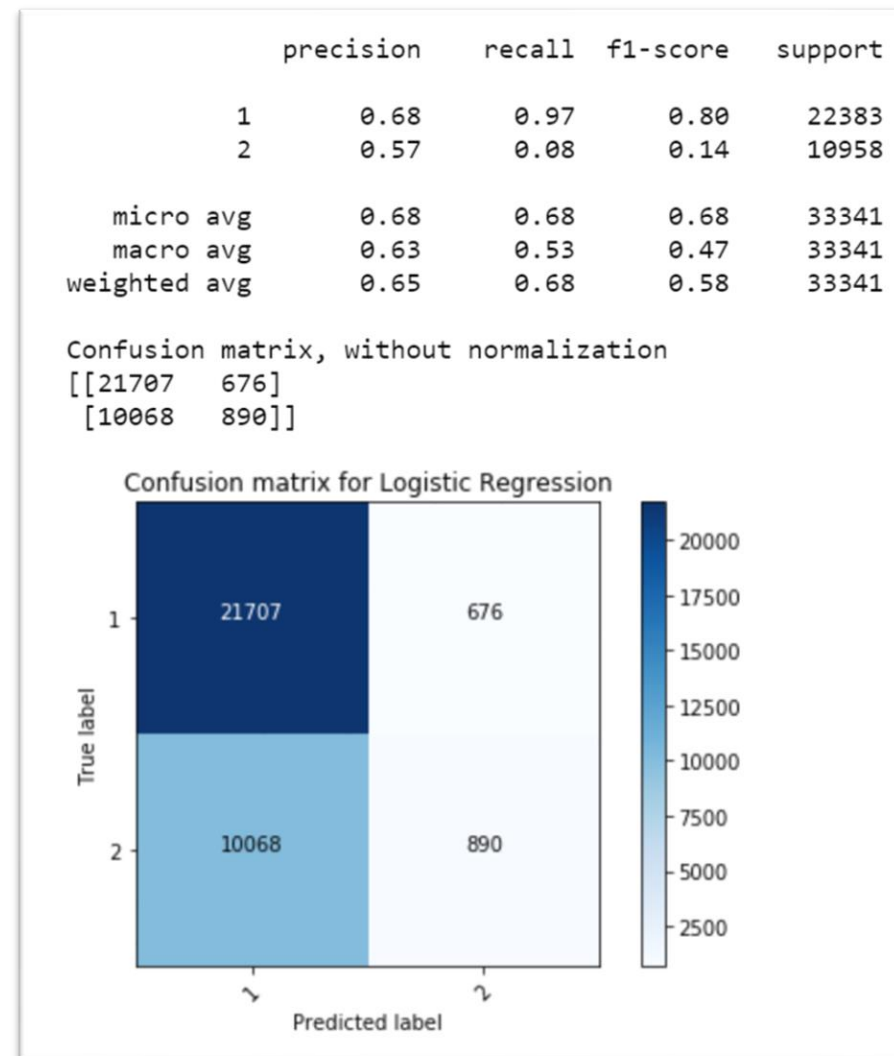 precision recall f1-score support
1 0.68 0.97 0.80 22383
2 0.57 0.08 0.14 10958
micro avg 0.68 0.68 0.68 33341
macro avg 0.63 0.53 0.47 33341
weighted avg 0.65 0.68 0.58 33341
Confusion matrix, without normalization
[[21707 676]
[10068 890]]
Confusion matrix for Logistic Regression
True label
1
2
21707 676
10068 890
1 2
Predicted label
20000
17500
15000
12500
10000
7500
5000
2500